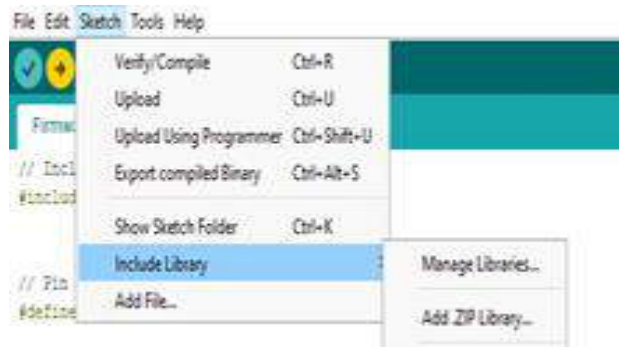 File Edit Sketch Tools Help
Verify/Compile Ctrl+R
Upload Ctrl+U
Upload Using Programmer Ctrl+Shift+U
Export compiled Binary Ctrl+Alt+S
Show Sketch Folder Ctrl+K
Include Library
Add File...
Manage Libraries...
Add .ZIP Library...
// Incl
#includ
// Pin
#define